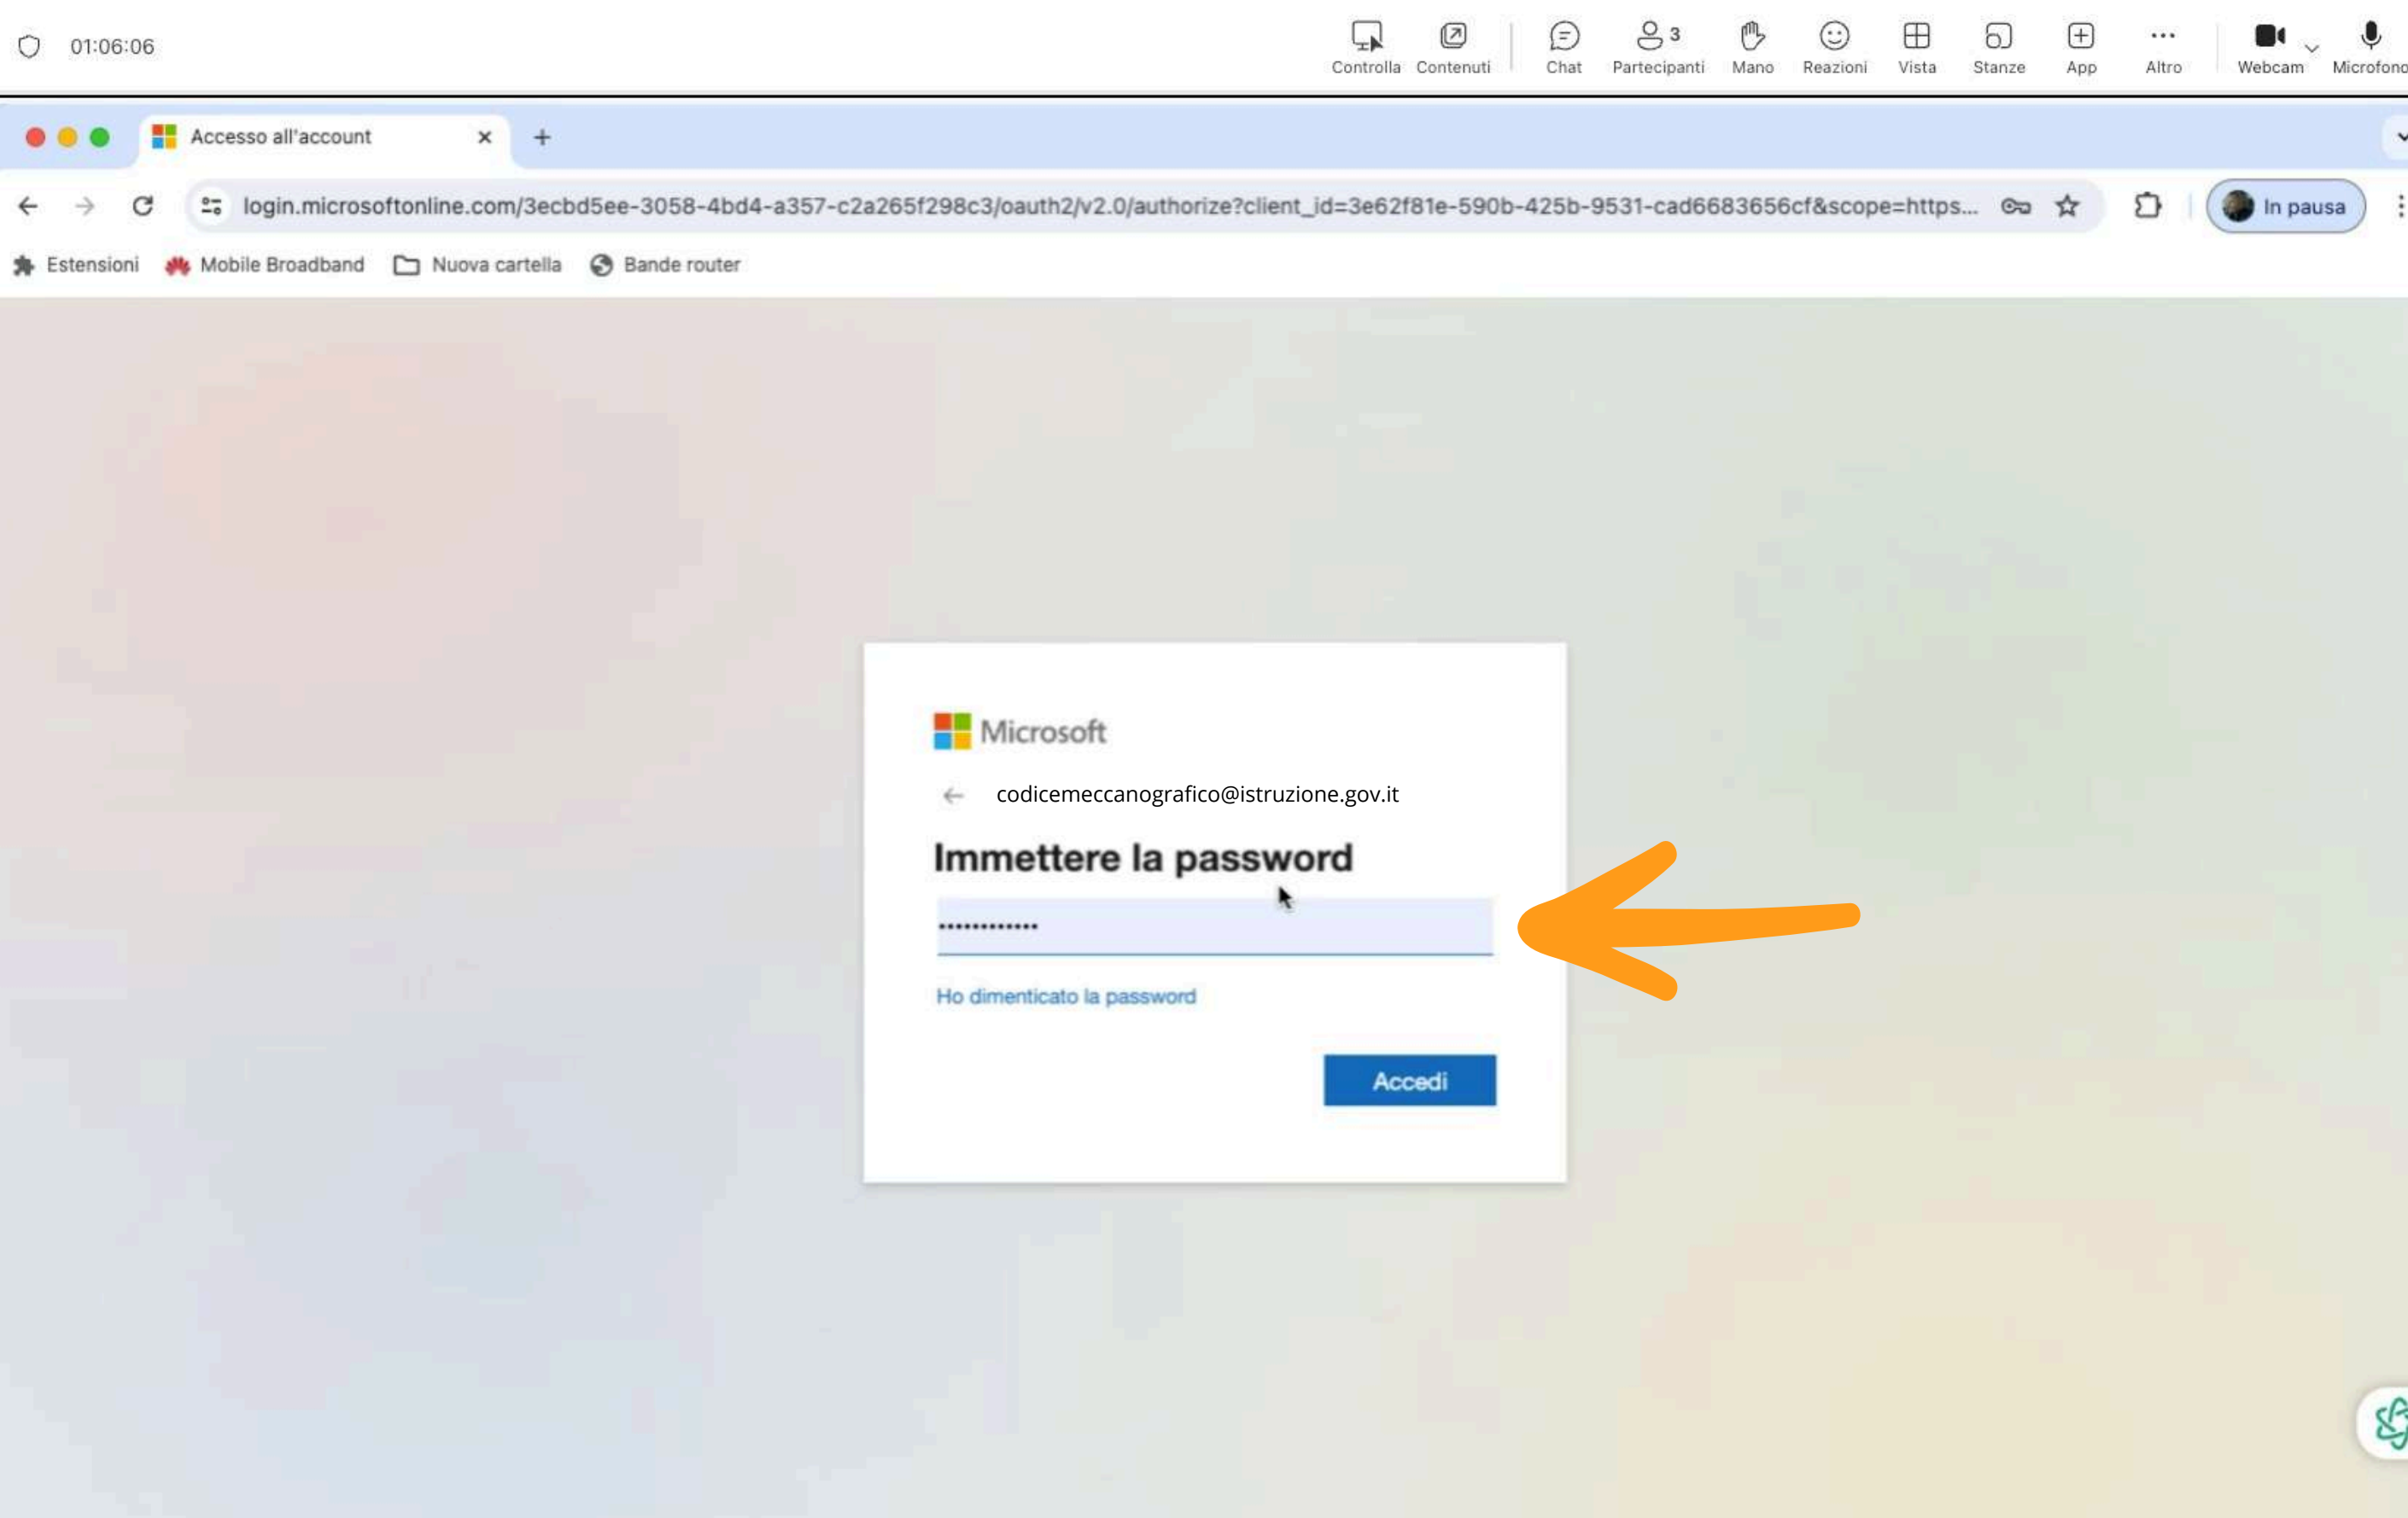 01:06:06
3
Controlla Contenuti Chat Partecipanti Mano Reazioni Vista Stanze App Altro Webcam Microfono
Accesso all'account
login.microsoftonline.com/3ecbd5ee-3058-4bd4-a357-c2a265f298c3/oauth2/v2.0/authorize?client_id=3e62f81e-590b-425b-9531-cad6683656cf&scope=https... In pausa
Estensioni Mobile Broadband Nuova cartella Bande router
Microsoft
codicemeccanografico@istruzione.gov.it
Immettere la password
••••••••••••
Ho dimenticato la password
Accedi